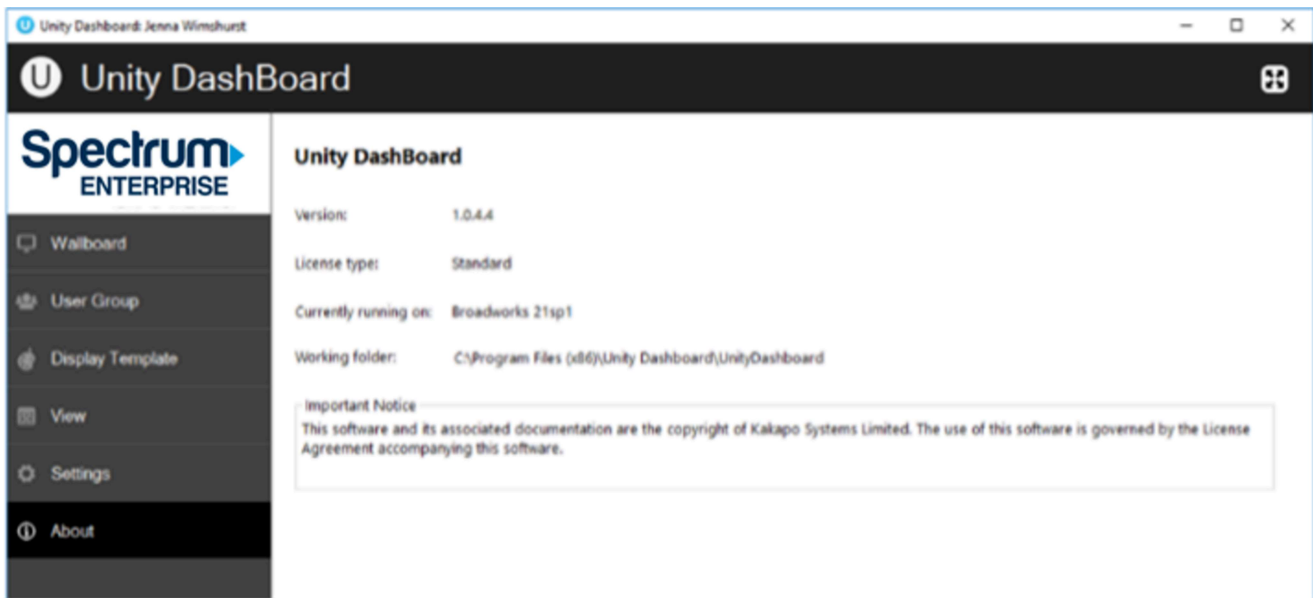 Unity Dashboard: Jenna Wimshurst
Unity DashBoard
Spectrum
ENTERPRISE
Wallboard
User Group
Display Template
View
Settings
About
Unity DashBoard
Version: 1.0.4.4
License type: Standard
Currently running on: Broadworks 21sp1
Working folder: C:\Program Files (x86)\Unity Dashboard\UnityDashboard
Important Notice
This software and its associated documentation are the copyright of Kakapo Systems Limited. The use of this software is governed by the License
Agreement accompanying this software.